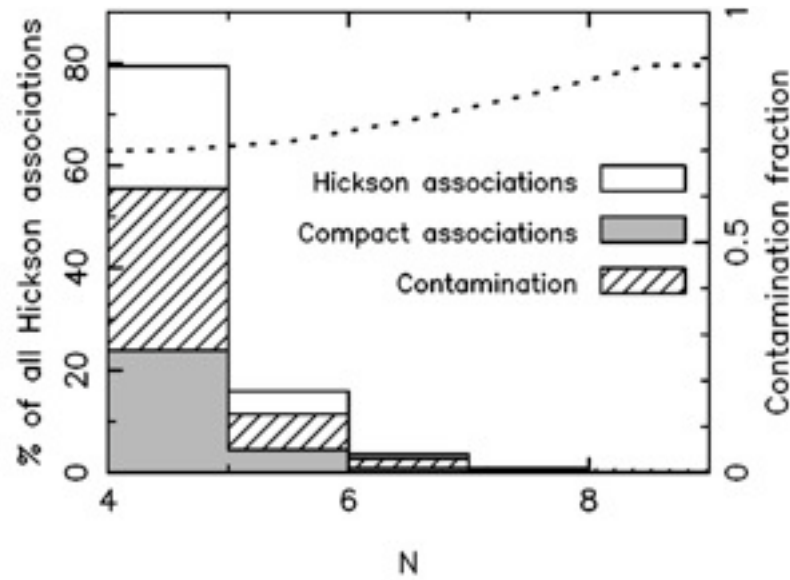 % of all Hickson associations
80
60
40
20
0
Hickson associations
Compact associations
Contamination
1
0.5
0
Contamination fraction
4
6
8
N